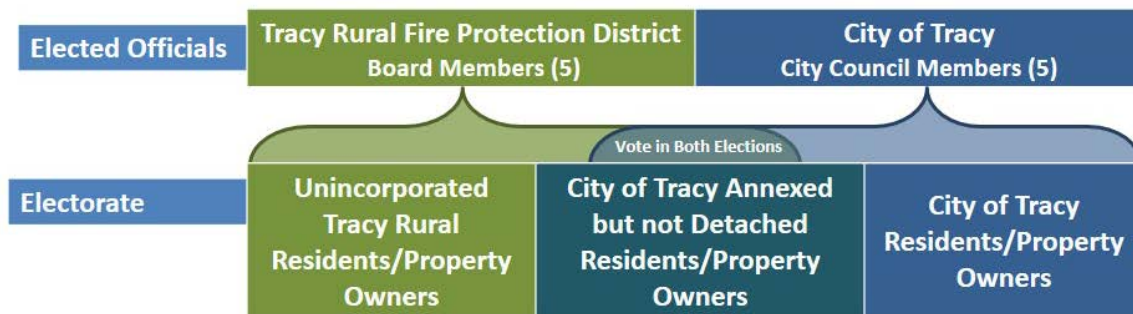 Elected Officials
Tracy Rural Fire Protection District
Board Members (5)
City of Tracy
City Council Members (5)
Vote in Both Elections
Electorate
Unincorporated
Tracy Rural
Residents/Property
Owners
City of Tracy Annexed
but not Detached
Residents/Property
Owners
City of Tracy
Residents/Property
Owners